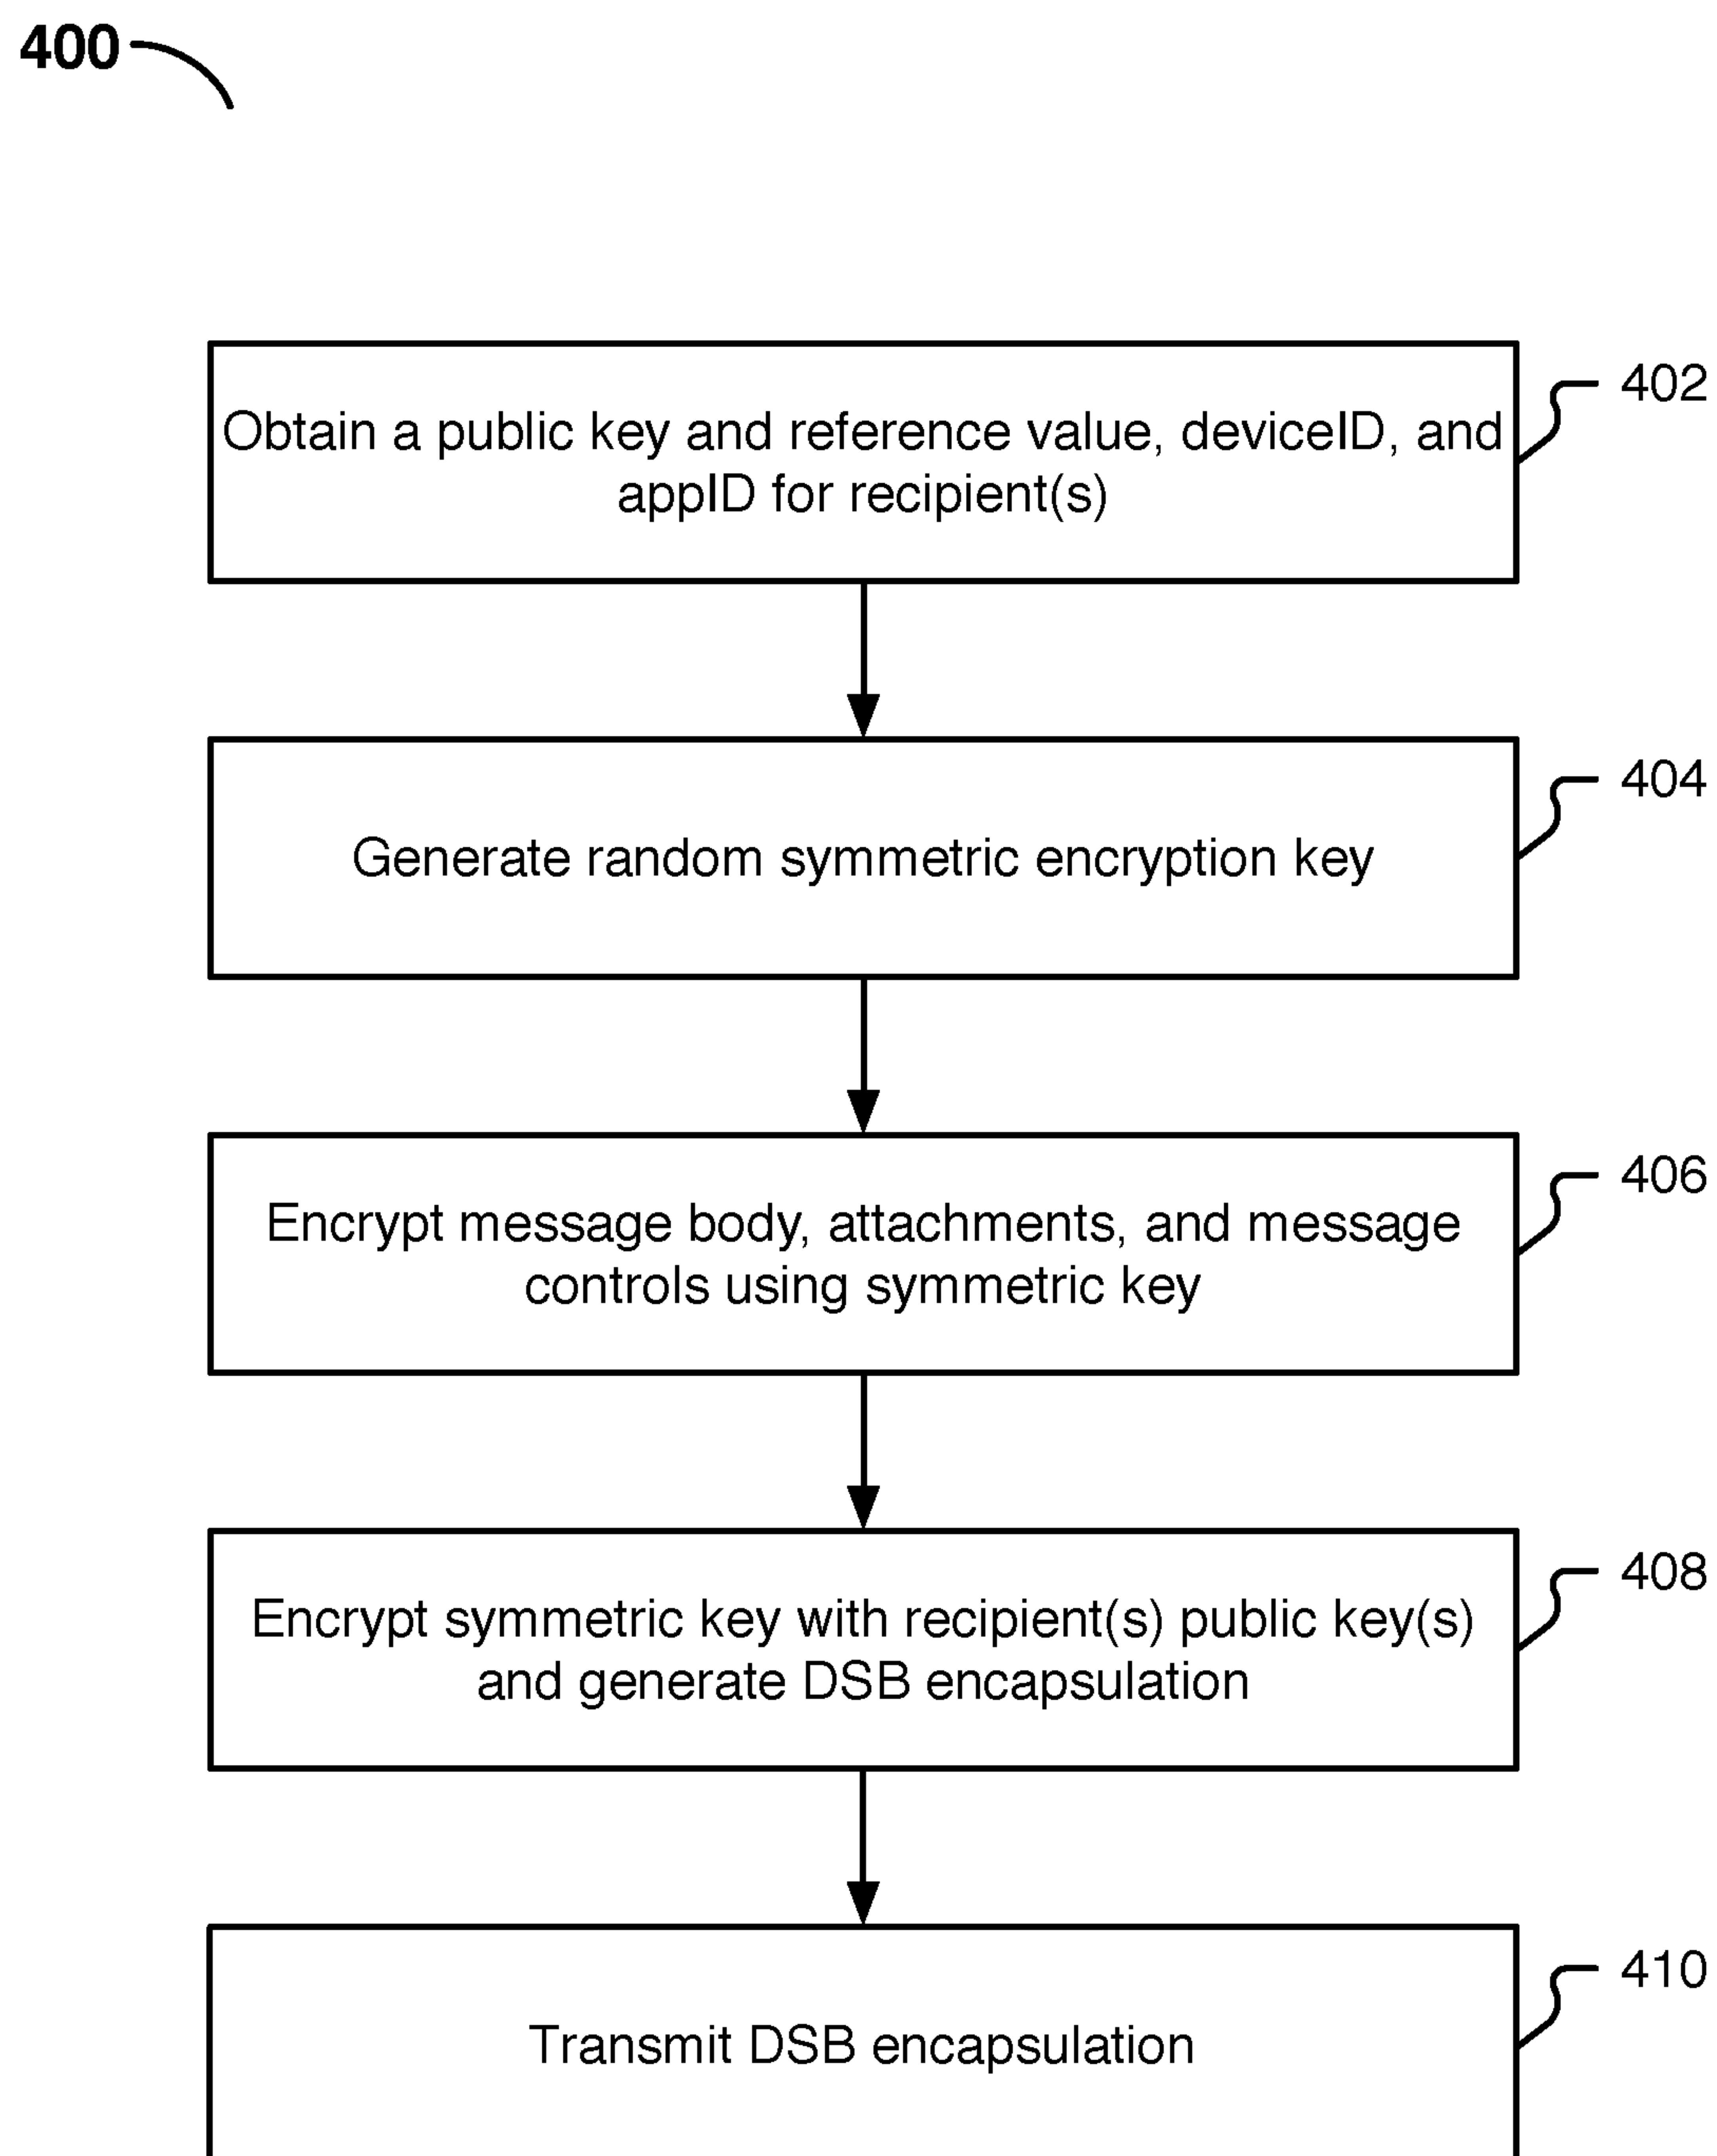 400
402
Obtain a public key and reference value, deviceID, and
appID for recipient(s)
404
Generate random symmetric encryption key
406
Encrypt message body, attachments, and message
controls using symmetric key
408
Encrypt symmetric key with recipient(s) public key(s)
and generate DSB encapsulation
410
Transmit DSB encapsulation